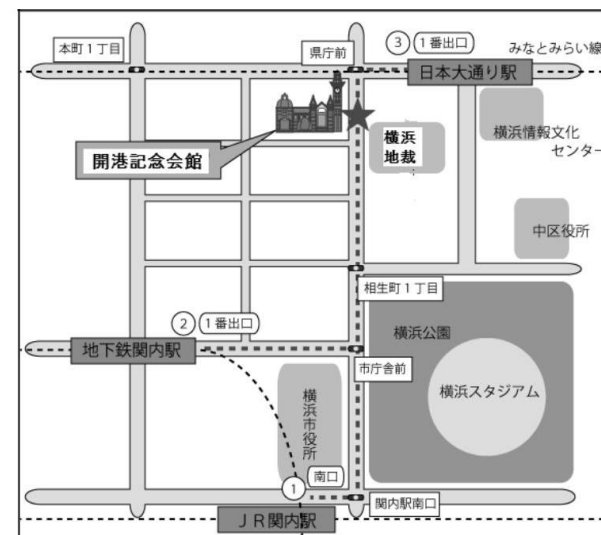 本町１丁目
県庁前
③
１番出口
みなとみらい線
日本大通り駅
開港記念会館
横浜
地裁
横浜情報文化
センター
中区役所
相生町１丁目
②
１番出口
地下鉄関内駅
市庁舎前
横浜公園
横浜スタジアム
横浜市役所
南口
①
関内駅南口
ＪＲ関内駅